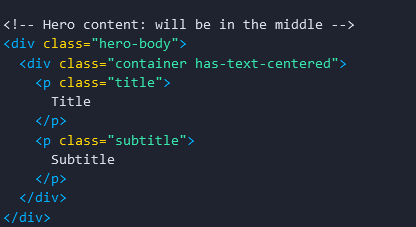 <!-- Hero content: will be in the middle -->
<div class="hero-body">
  <div class="container has-text-centered">
    <p class="title">
      Title
    </p>
    <p class="subtitle">
      Subtitle
    </p>
  </div>
</div>